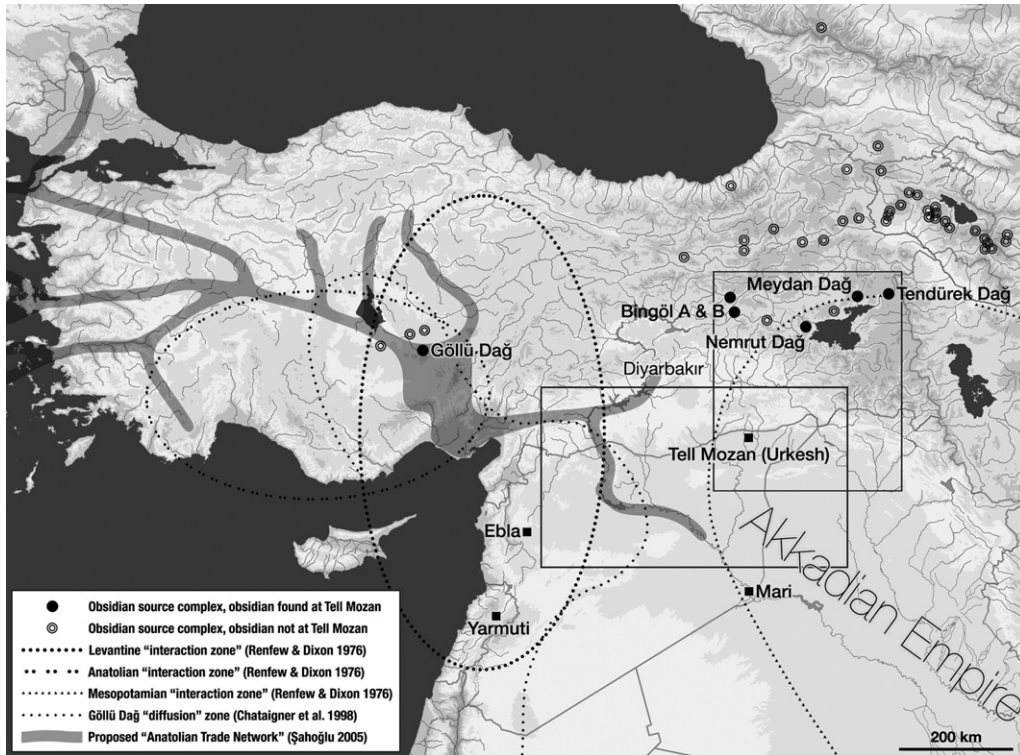 Meydan Dağ
Tendürek Dağ
Bingöl A & B
Nemrut Dağ
Göllü Dağ
Diyarbakır
Tell Mozan (Urkesh)
Ebla
Akkadian Empire
Mari
Yarmuti
Obsidian source complex, obsidian found at Tell Mozan
Obsidian source complex, obsidian not at Tell Mozan
Levantine “interaction zone” (Renfew & Dixon 1976)
Anatolian “interaction zone” (Renfew & Dixon 1976)
Mesopotamian “interaction zone” (Renfew & Dixon 1976)
Göllü Dağ “diffusion” zone (Chataigner et al. 1998)
Proposed “Anatolian Trade Network” (Şahoğlu 2005)
200 km